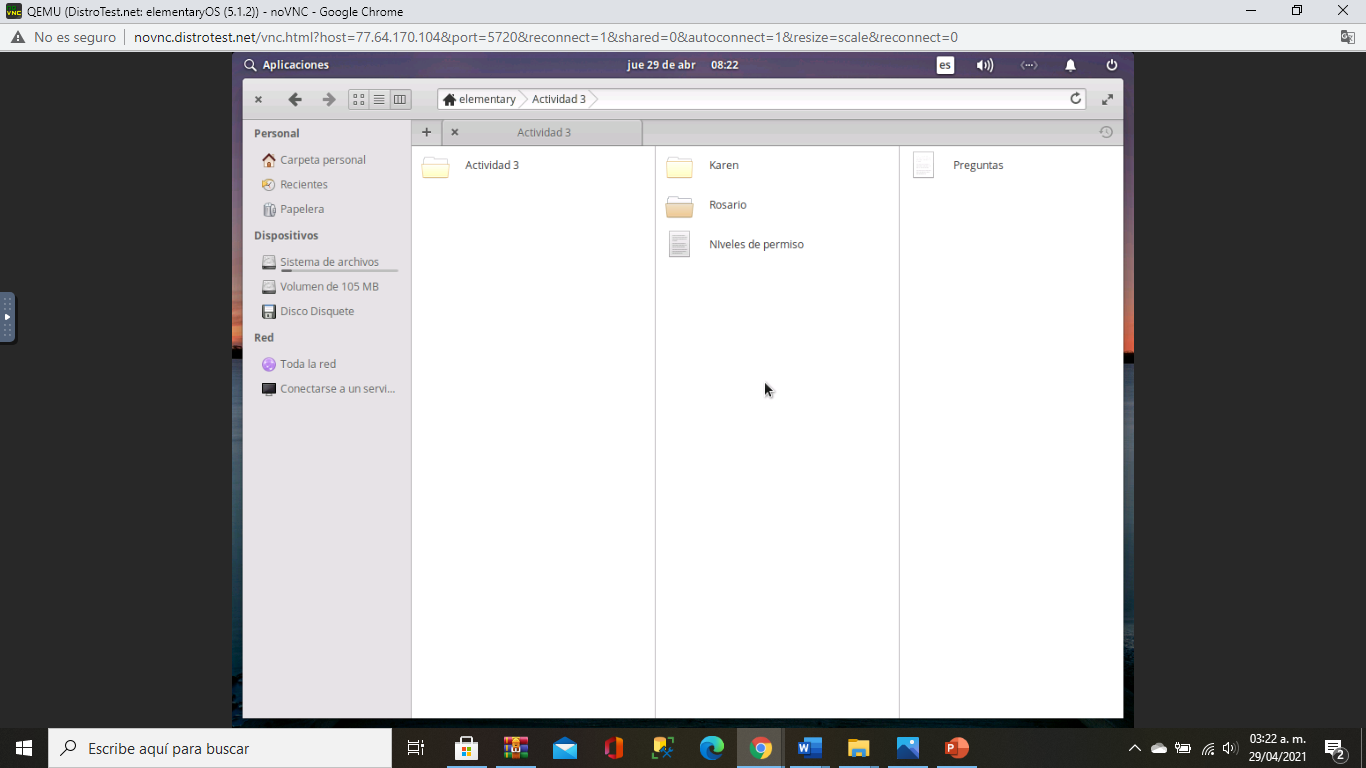 QEMU (DistroTest.net: elementaryOS (5.1.2)) - noVNC - Google Chrome
No es seguro
novnc.distrotest.net/vnc.html?host=77.64.170.104&port=5720&reconnect=1&shared=0&autoconnect=1&resize=scale&reconnect=0
Aplicaciones
jue 29 de abr 08:22
es
elementary
Actividad 3
Personal
Carpeta personal
Recientes
Papelera
Dispositivos
Sistema de archivos
Volumen de 105 MB
Disco Disquete
Red
Toda la red
Conectarse a un servi...
Actividad 3
Actividad 3
Karen
Rosario
NIveles de permiso
Preguntas
Escribe aquí para buscar
03:22 a. m.
29/04/2021
2